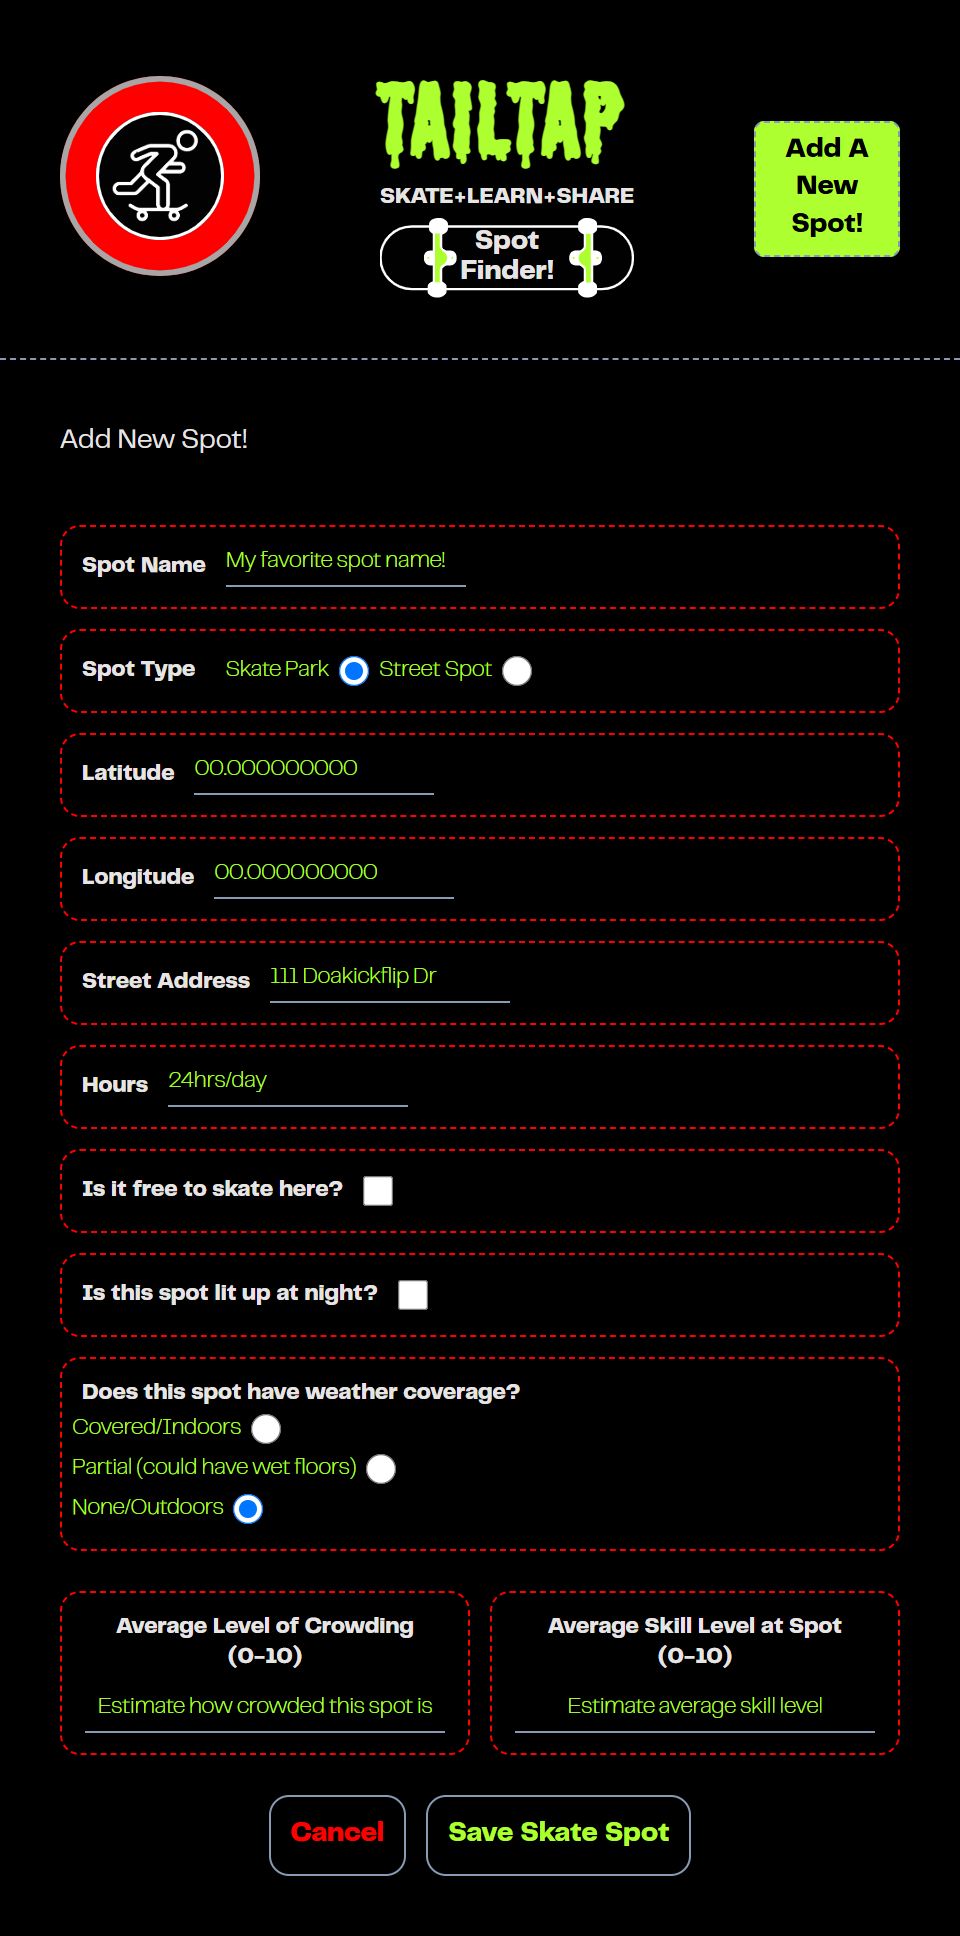 TAILTAP
SKATE+LEARN+SHARE
Spot
Finder!
Add A
New
Spot!
Add New Spot!
Spot Name My favorite spot name!
Spot Type Skate Park Street Spot
Latitude 00.000000000
Longitude 00.000000000
Street Address 111 Doakickflip Dr
Hours 24hrs/day
Is it free to skate here?
Is this spot lit up at night?
Does this spot have weather coverage?
Covered/Indoors
Partial (could have wet floors)
None/Outdoors
Average Level of Crowding
(0-10)
Estimate how crowded this spot is
Average Skill Level at Spot
(0-10)
Estimate average skill level
Cancel Save Skate Spot